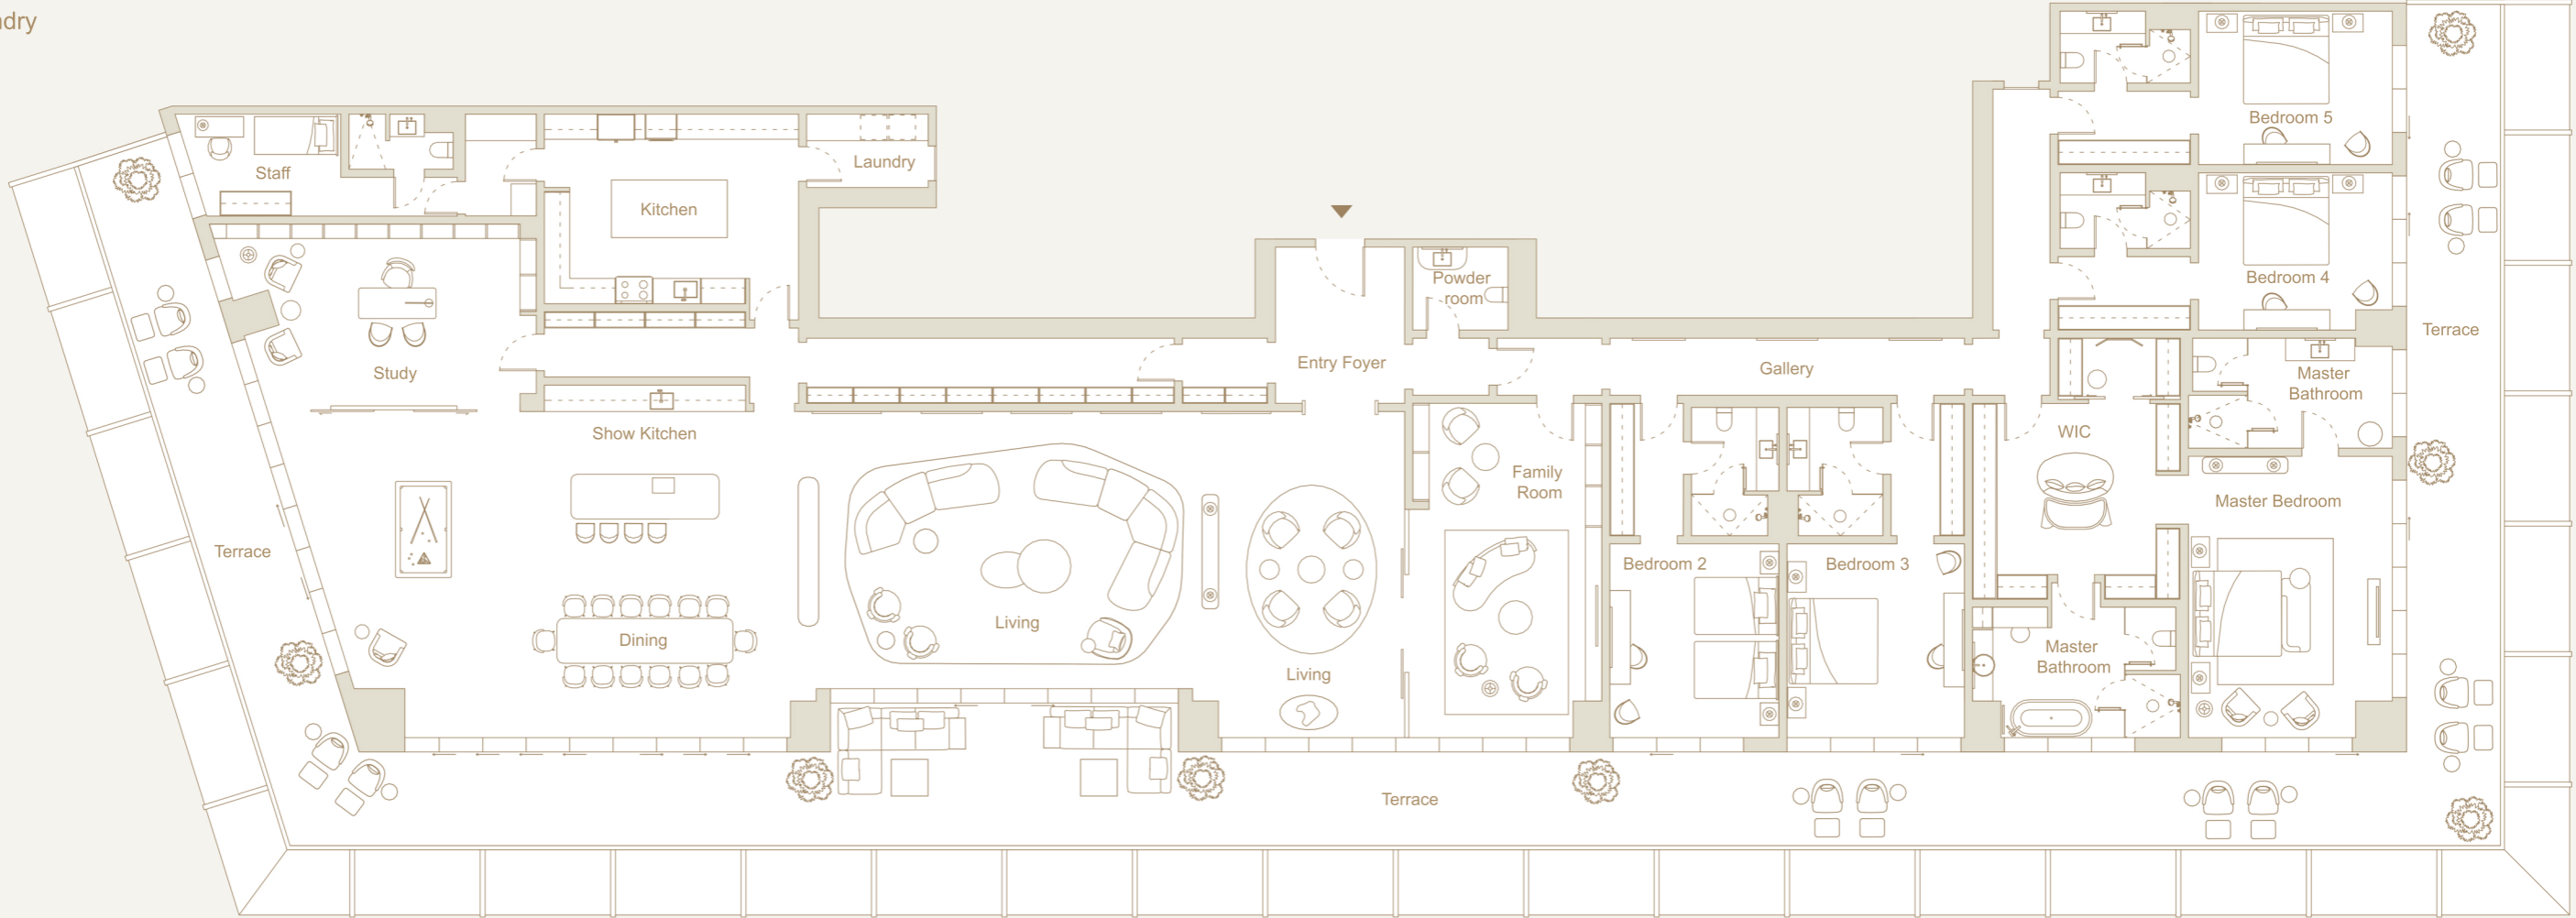 Bedroom 5
Laundry
Staff
Kitchen
Bedroom 4
Powder
room
Terrace
Entry Foyer
Gallery
Study
Master
Bathroom
Show Kitchen
WIC
Family
Room
Master Bedroom
Terrace
Bedroom 2
Bedroom 3
Living
Dining
Master
Bathroom
Living
Terrace